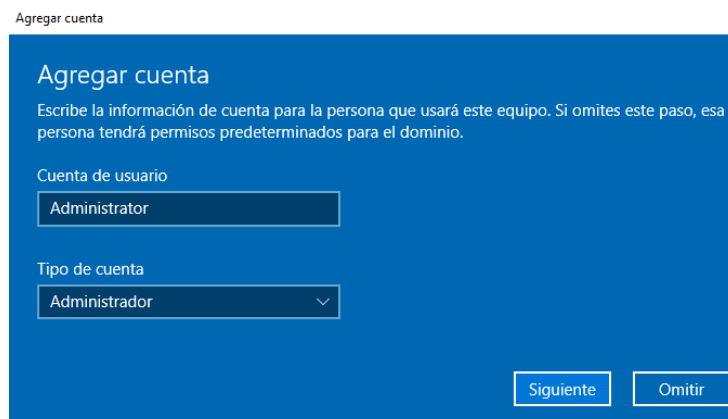 Agregar cuenta
Agregar cuenta
Escribe la información de cuenta para la persona que usará este equipo. Si omites este paso, esa
persona tendrá permisos predeterminados para el dominio.
Cuenta de usuario
Administrator
Tipo de cuenta
Administrador
Siguiente
Omitir